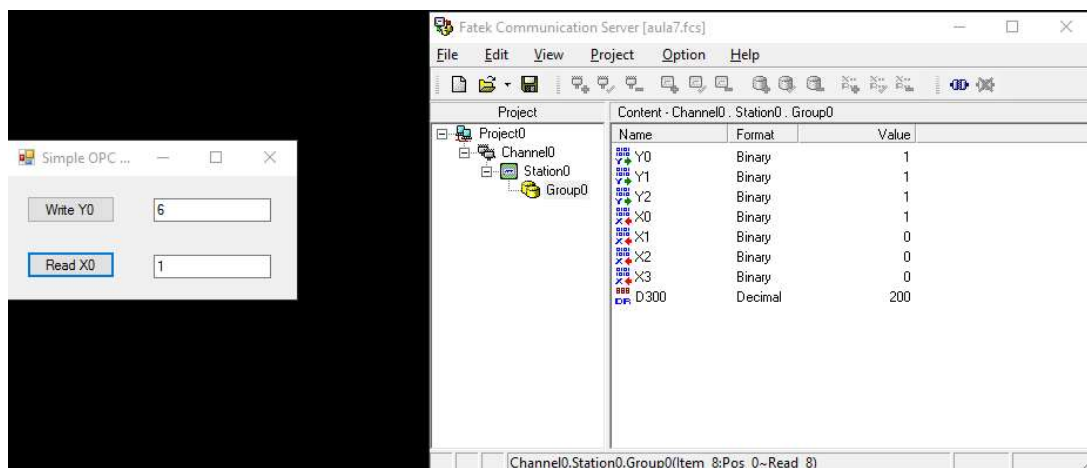 Simple OPC ...
Write Y0 6
Read X0 1
Fatek Communication Server [aula7.fcs]
File Edit View Project Option Help
Project
Project0
Channel0
Station0
Group0
Content - Channel0 . Station0 . Group0
Name Format Value
Y0 Binary 1
Y1 Binary 1
Y2 Binary 1
X0 Binary 1
X1 Binary 0
X2 Binary 0
X3 Binary 0
D300 Decimal 200
Channel0.Station0.Group0(Item 8:Pos 0~Read 8)